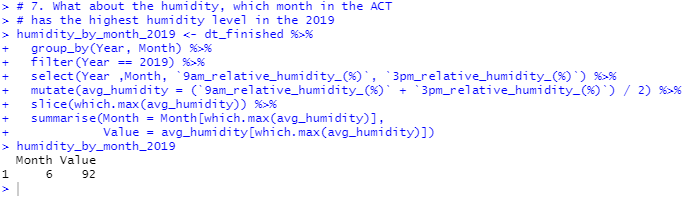 > # 7. What about the humidity, which month in the ACT
> # has the highest humidity level in the 2019
> humidity_by_month_2019 <- dt_finished %>%
+   group_by(Year, Month) %>%
+   filter(Year == 2019) %>%
+   select(Year ,Month, `9am_relative_humidity_(%)`, `3pm_relative_humidity_(%)`) %>%
+   mutate(avg_humidity = (`9am_relative_humidity_(%)` + `3pm_relative_humidity_(%)`) / 2) %>%
+   slice(which.max(avg_humidity)) %>%
+   summarise(Month = Month[which.max(avg_humidity)],
+             Value = avg_humidity[which.max(avg_humidity)])
> humidity_by_month_2019
  Month Value
1     6    92
>